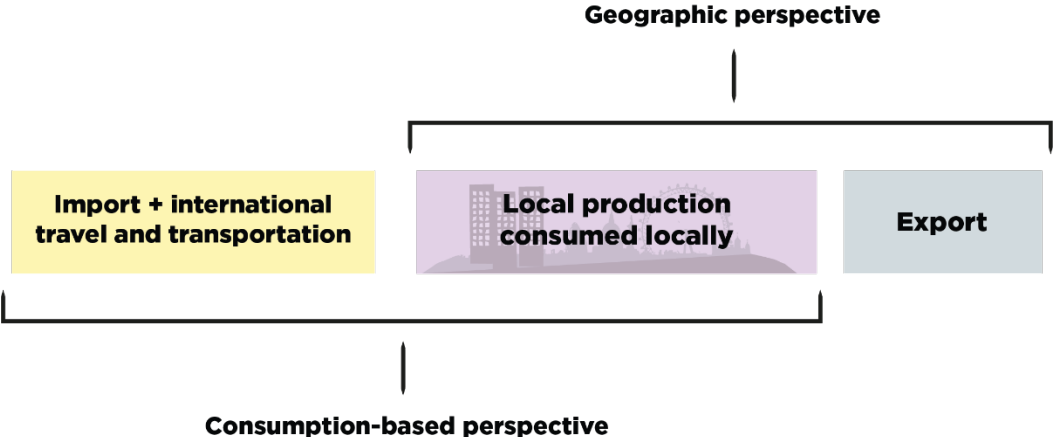 Geographic perspective
Import + international
travel and transportation
Local production
consumed locally
Export
Consumption-based perspective